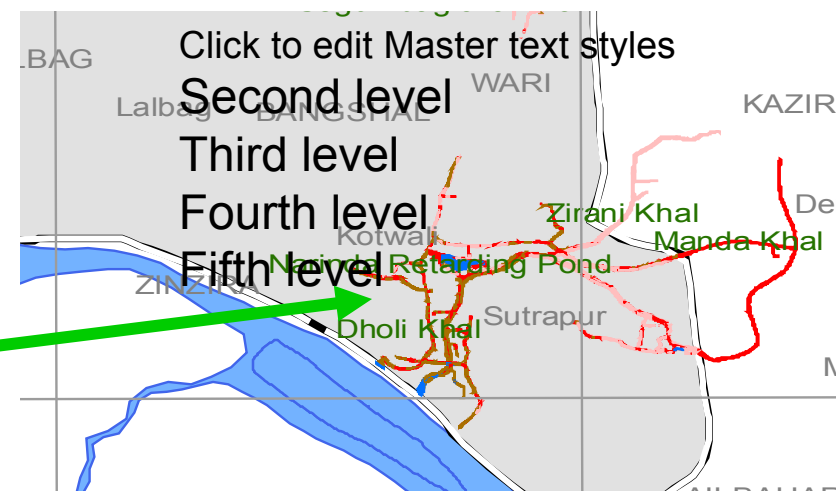 Click to edit Master text styles
LBAG
WARI
Second level
Lalbag
BANGSHAL
KAZIR
Third level
Fourth level
Zirani Khal
De
Kotwali
Manda Khal
Fifth level
Narinda Retarding Pond
ZINZIRA
Dholi Khal
Sutrapur